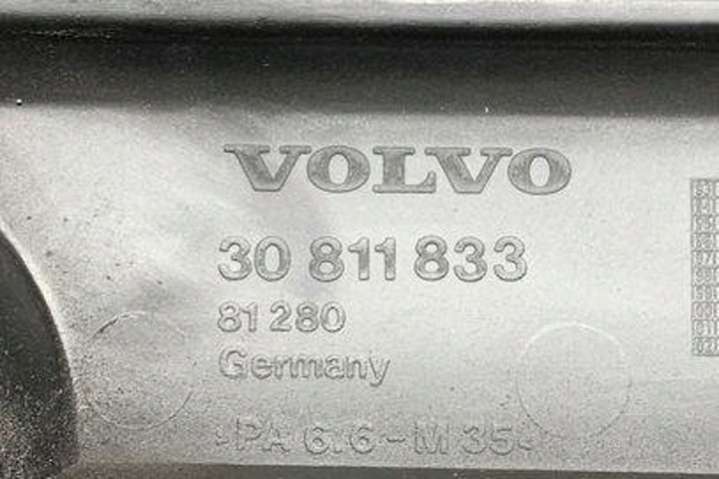 VOLVO
30 811 833
81 280
Germany
>PA 6.6-M 35<